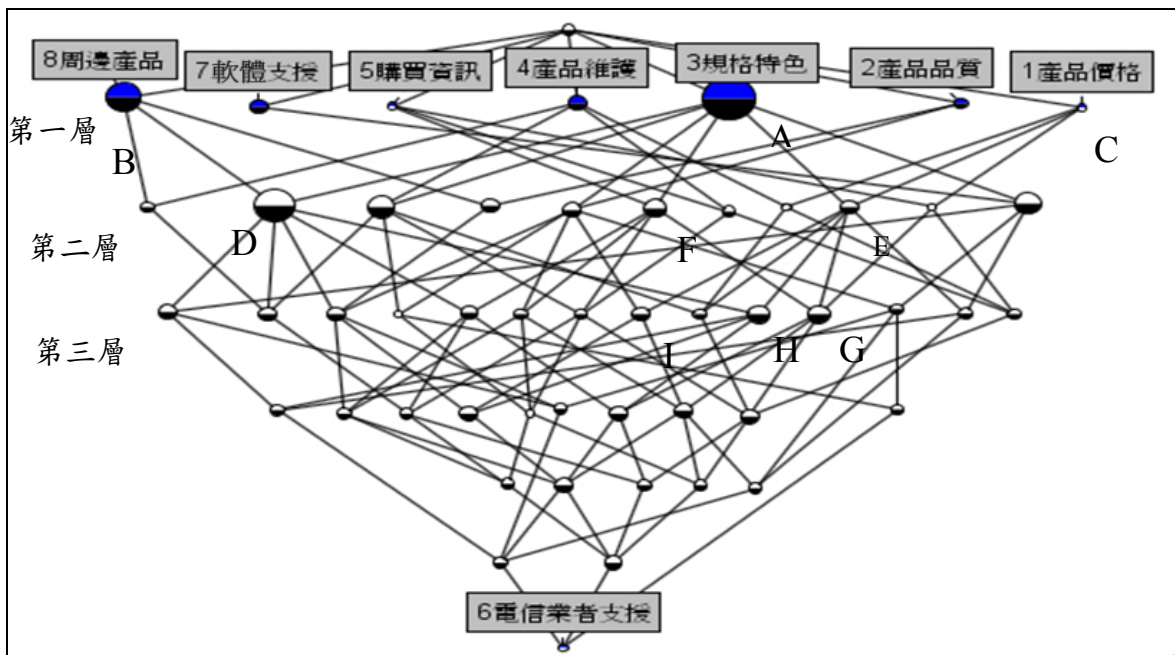 8周邊產品
7軟體支援
5購買資訊
4產品維護
3規格特色
2產品品質
1產品價格
第一層
A
B
C
第二層
D
F
E
第三層
I
H
G
6電信業者支援